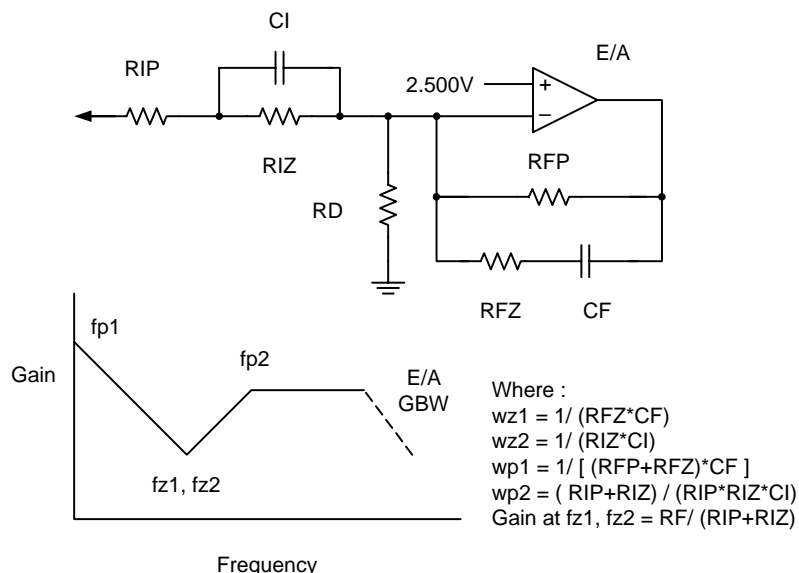 CI
RIP
E/A
2.500V
+
−
RIZ
RFP
RD
RFZ
CF
fp1
fp2
Gain
E/A
GBW
fz1, fz2
Frequency
Where :
wz1 = 1/ (RFZ*CF)
wz2 = 1/ (RIZ*CI)
wp1 = 1/ [ (RFP+RFZ)*CF ]
wp2 = ( RIP+RIZ) / (RIP*RIZ*CI)
Gain at fz1, fz2 = RF/ (RIP+RIZ)